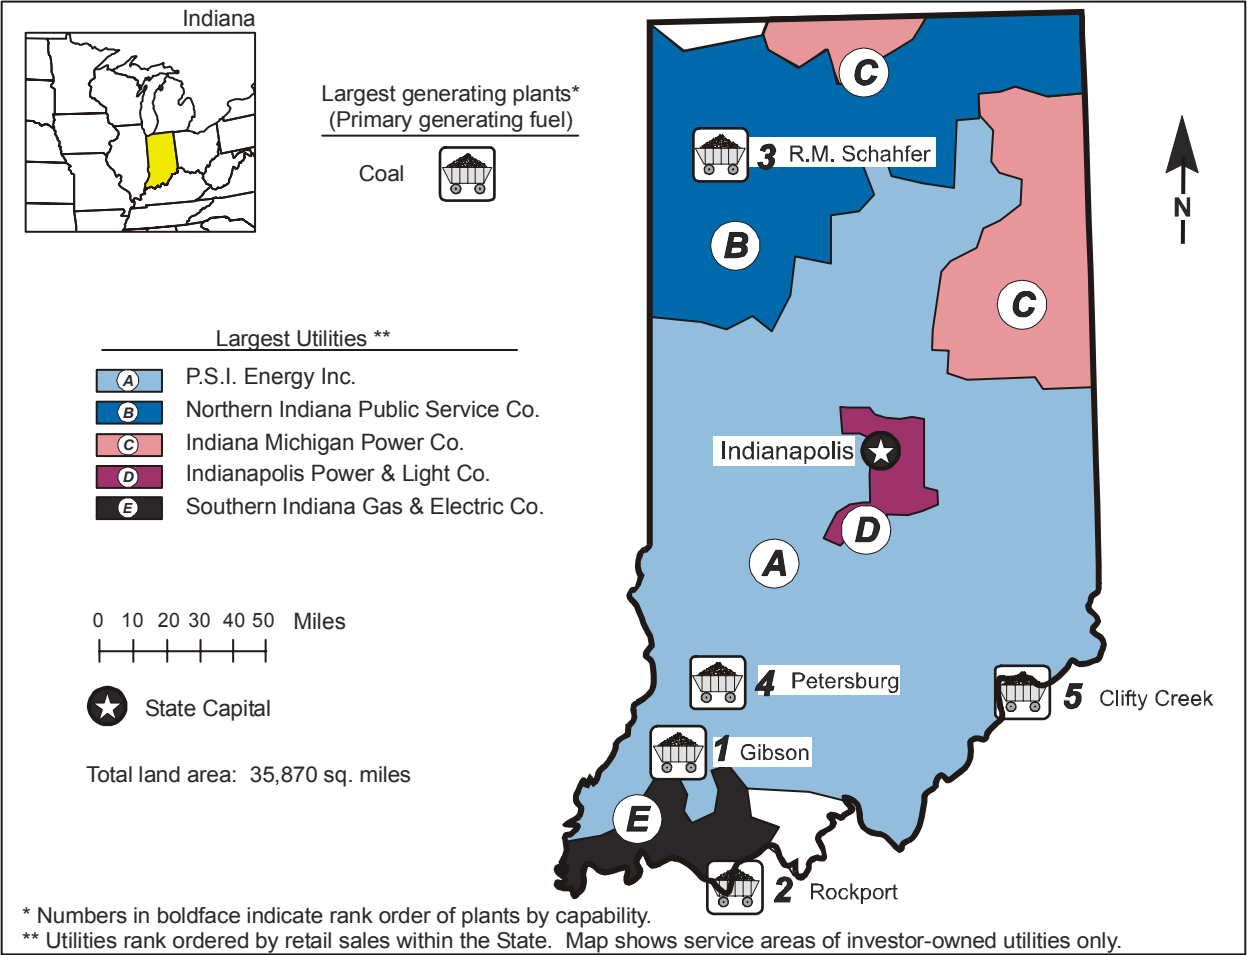 Indiana
Largest generating plants*
(Primary generating fuel)
Coal
Largest Utilities **
A P.S.I. Energy Inc.
B Northern Indiana Public Service Co.
C Indiana Michigan Power Co.
D Indianapolis Power & Light Co.
E Southern Indiana Gas & Electric Co.
0 10 20 30 40 50 Miles
State Capital
Total land area: 35,870 sq. miles
C
3 R.M. Schahfer
N
B
C
Indianapolis
D
A
4 Petersburg
5 Clifty Creek
1 Gibson
E
2 Rockport
* Numbers in boldface indicate rank order of plants by capability.
** Utilities rank ordered by retail sales within the State. Map shows service areas of investor-owned utilities only.